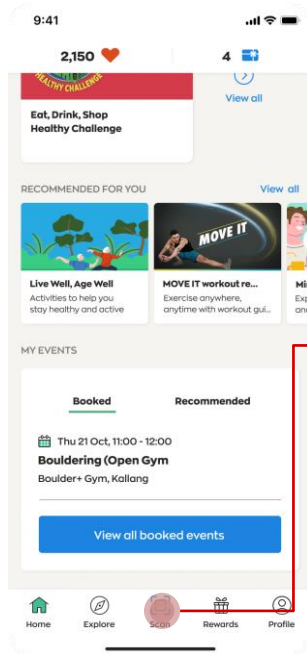 9:41
2,150 4
HEALTHY CHALLENGE
View all
Eat, Drink, Shop
Healthy Challenge
RECOMMENDED FOR YOU View all
MOVE IT
Live Well, Age Well MOVE IT workout re...
Activities to help you Exercise anywhere,
stay healthy and active anytime with workout gui...
MY EVENTS
Booked Recommended
Thu 21 Oct, 11:00 - 12:00
Bouldering (Open Gym
Boulder+ Gym, Kallang
View all booked events
Home Explore Scan Rewards Profile